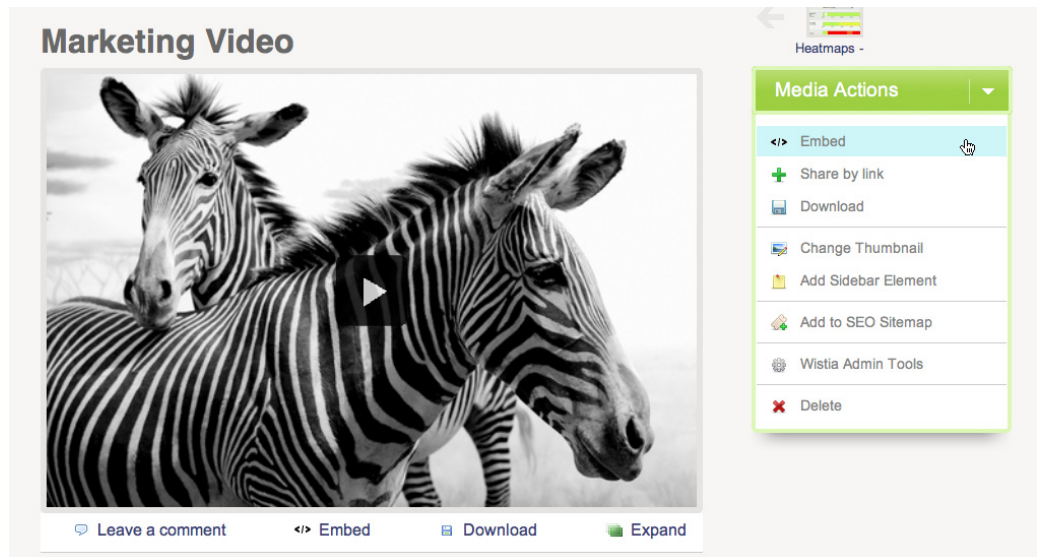 Marketing Video
Heatmaps -
Media Actions
</> Embed
Share by link
Download
Change Thumbnail
Add Sidebar Element
Add to SEO Sitemap
Wistia Admin Tools
Delete
Leave a comment </> Embed Download Expand